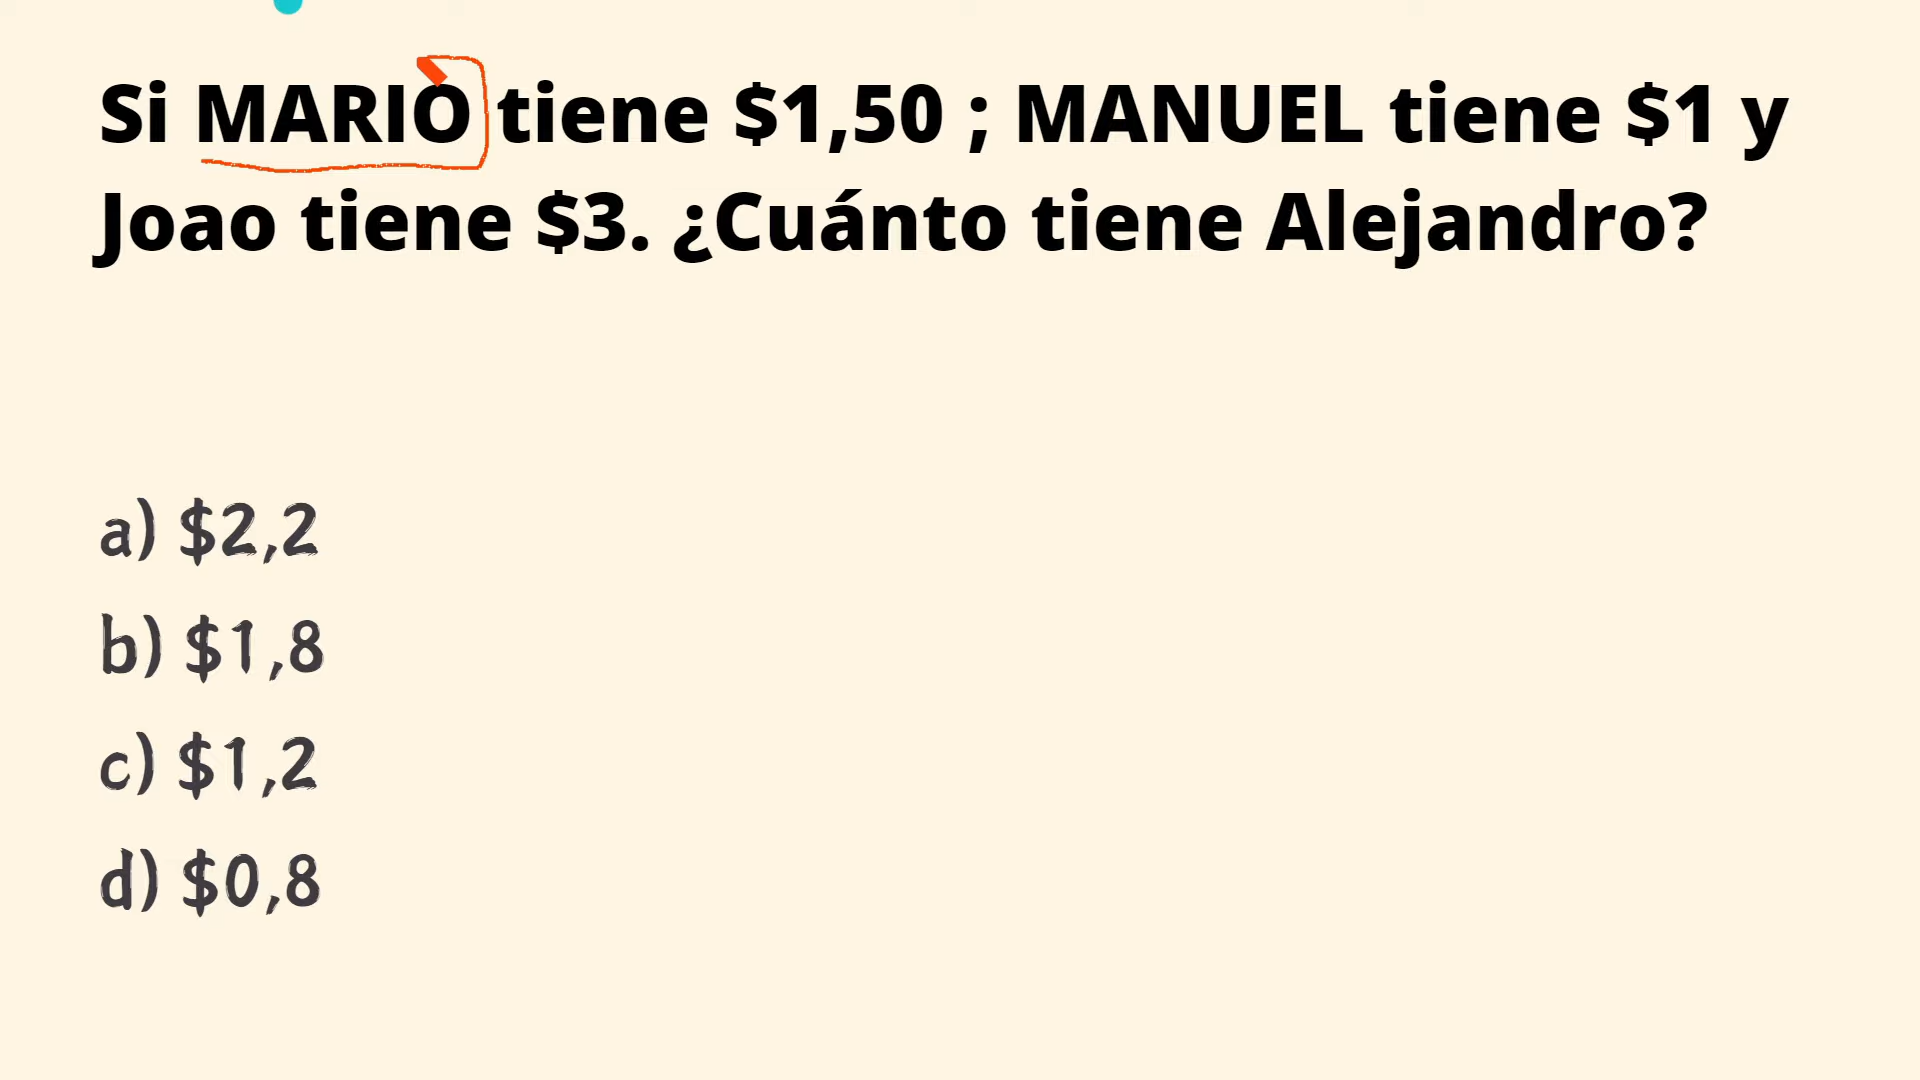 Si MARIO tiene $1,50 ; MANUEL tiene $1 y
Joao tiene $3. ¿Cuánto tiene Alejandro?
a) $2,2
b) $1,8
c) $1,2
d) $0,8